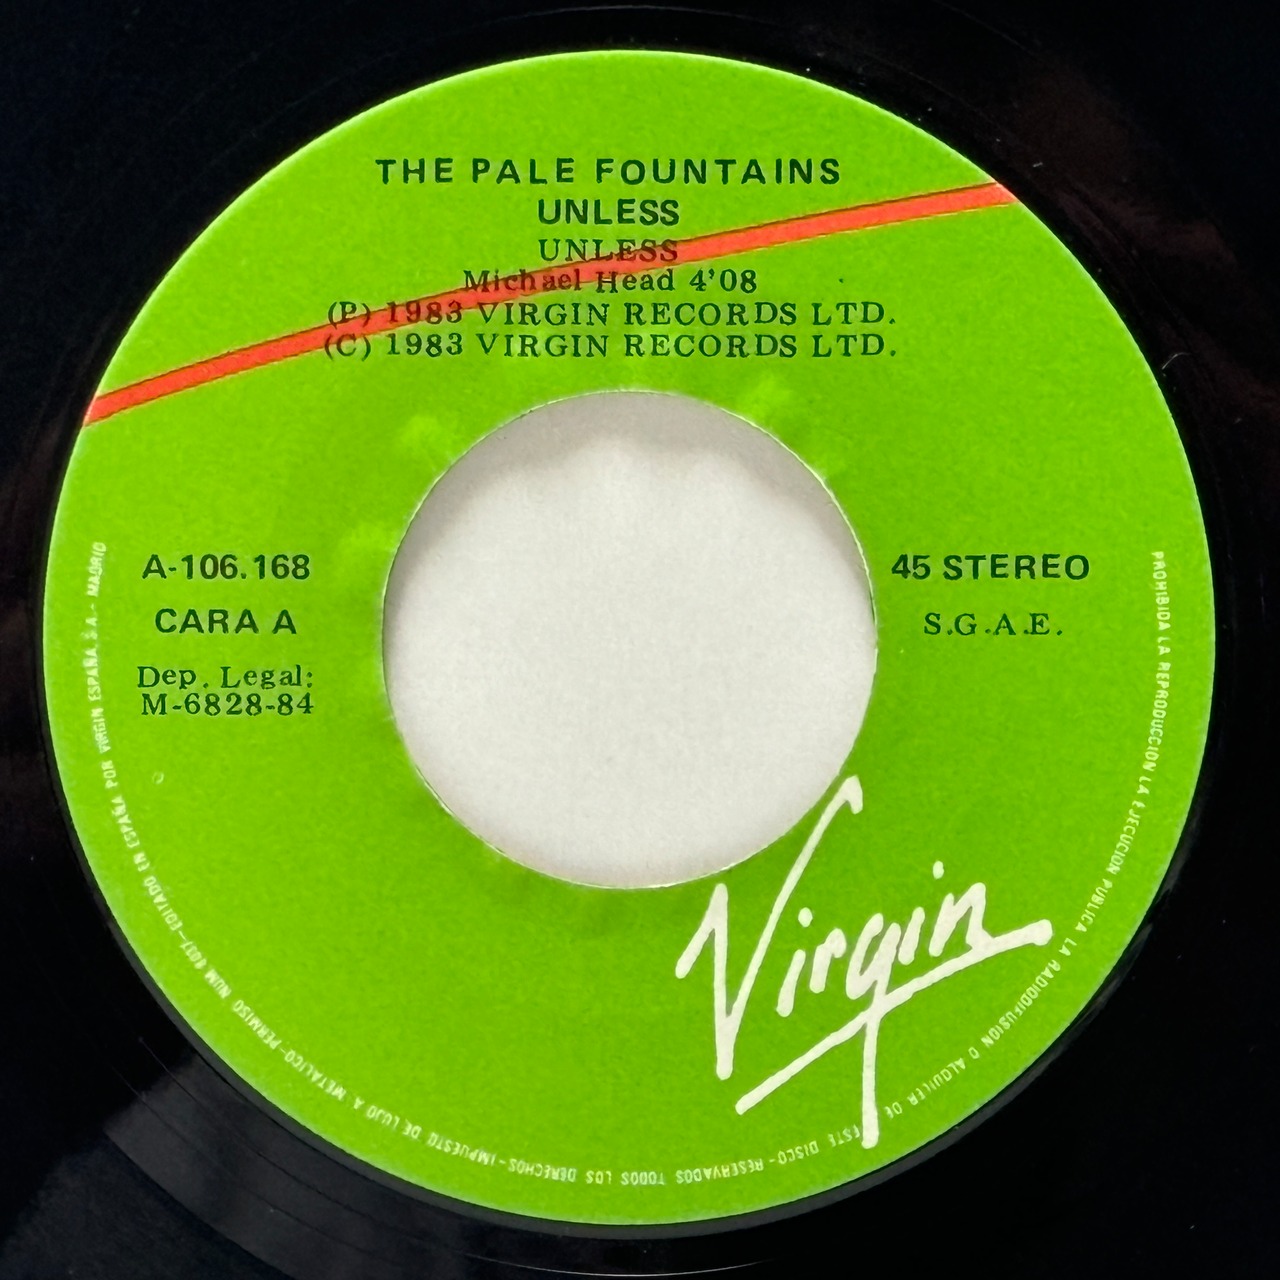 THE PALE FOUNTAINS
UNLESS
UNLESS
Michael Head 4'08
(P) 1983 VIRGIN RECORDS LTD.
(C) 1983 VIRGIN RECORDS LTD.
A-106.168
CARA A
Dep. Legal:
M-6828-84
45 STEREO
S.G.A.E.
Virgin
PROHIBIDA LA REPRODUCCION LA EJECUCION PUBLICA LA RADIODIFUSION O ALQUILER DE ESTE DISCO - RESERVADOS TODOS LOS DERECHOS - IMPUESTO DE LUJO A METALICO - PERMISO NUM 6037 - EDITADO EN ESPAÑA POR VIRGIN ESPAÑA, S.A. - MADRID